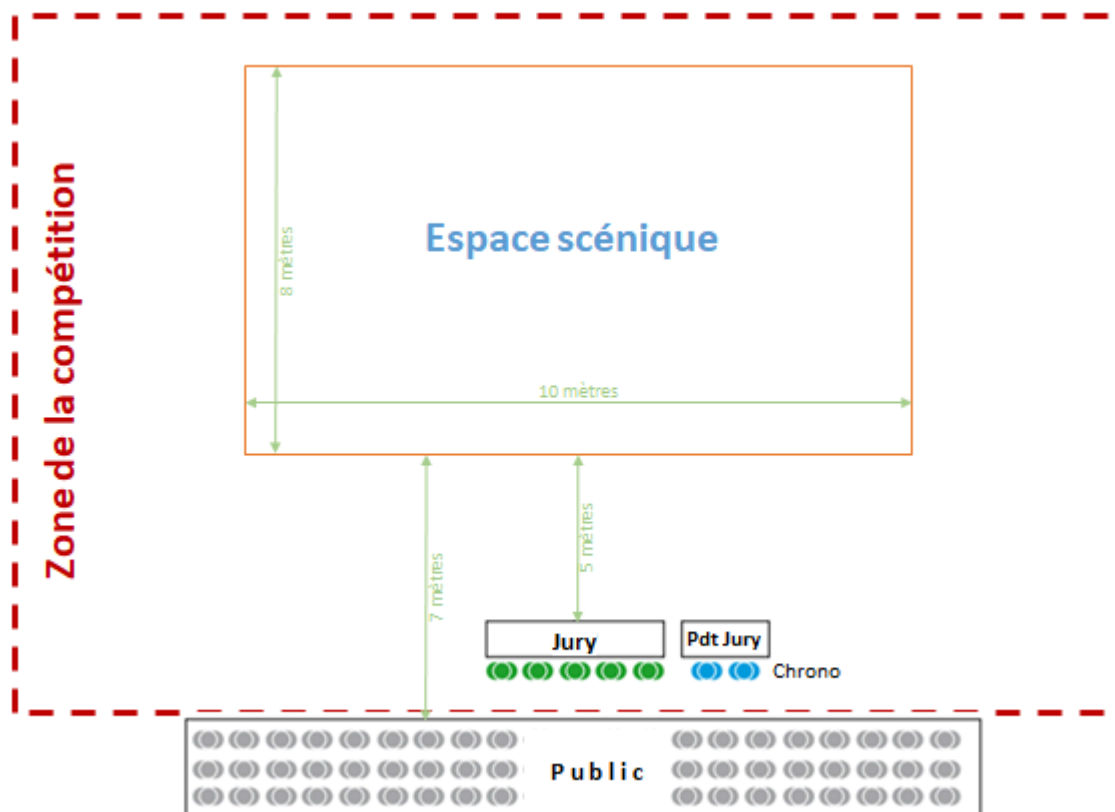 Zone de la compétition
Espace scénique
8 mètres
10 mètres
7 mètres
5 mètres
Jury
Pdt Jury
Chrono
Public